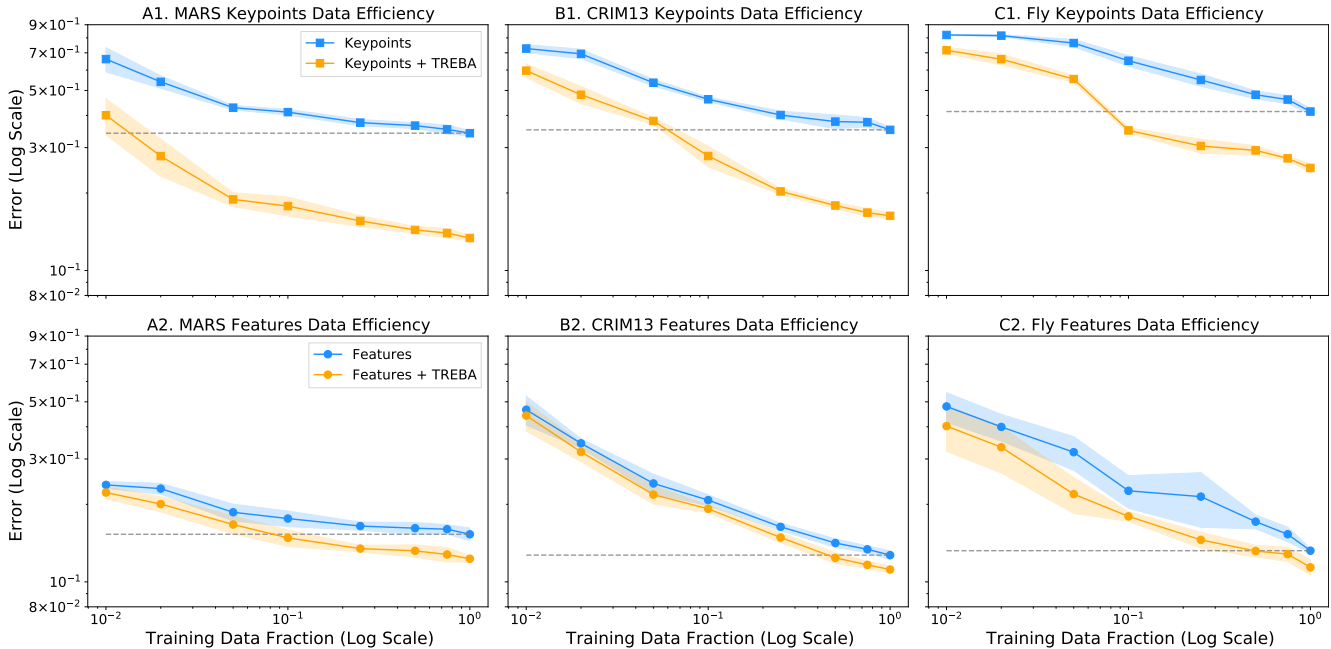 A1. MARS Keypoints Data Efficiency
B1. CRIM13 Keypoints Data Efficiency
C1. Fly Keypoints Data Efficiency
Error (Log Scale)
9×10⁻¹
7×10⁻¹
5×10⁻¹
3×10⁻¹
10⁻¹
8×10⁻²
Keypoints
Keypoints + TREBA
A2. MARS Features Data Efficiency
B2. CRIM13 Features Data Efficiency
C2. Fly Features Data Efficiency
Error (Log Scale)
9×10⁻¹
7×10⁻¹
5×10⁻¹
3×10⁻¹
10⁻¹
8×10⁻²
Features
Features + TREBA
10⁻² 10⁻¹ 10⁰
10⁻² 10⁻¹ 10⁰
10⁻² 10⁻¹ 10⁰
Training Data Fraction (Log Scale)
Training Data Fraction (Log Scale)
Training Data Fraction (Log Scale)